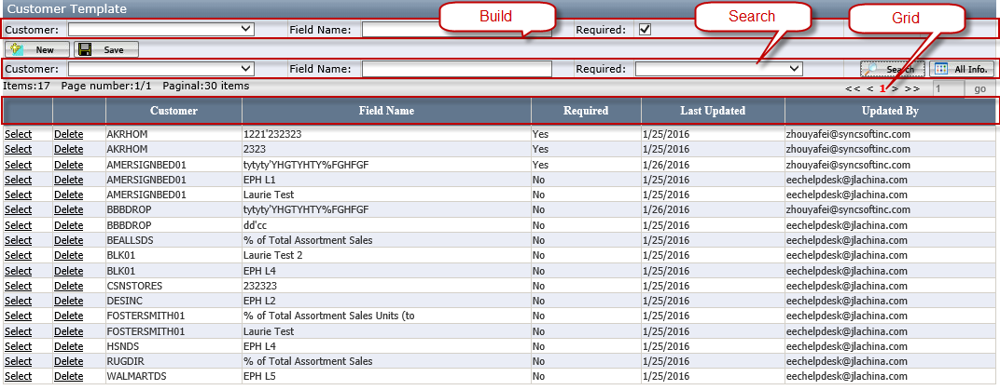 Customer Template
Build
Search
Grid
Customer: Field Name: Required:
New Save
Customer: Field Name: Required: Search All Info.
Items:17 Page number:1/1 Paginal:30 items << < 1 > >> 1 go
Customer Field Name Required Last Updated Updated By
Select Delete AKRHOM 1221'232323 Yes 1/25/2016 zhouyafei@syncsoftinc.com
Select Delete AKRHOM 2323 Yes 1/25/2016 zhouyafei@syncsoftinc.com
Select Delete AMERSIGNBED01 tytyty'YHGTYHTY%FGHFGF Yes 1/26/2016 zhouyafei@syncsoftinc.com
Select Delete AMERSIGNBED01 EPH L1 No 1/25/2016 eechelpdesk@jlachina.com
Select Delete AMERSIGNBED01 Laurie Test No 1/25/2016 eechelpdesk@jlachina.com
Select Delete BBBDROP tytyty'YHGTYHTY%FGHFGF No 1/26/2016 zhouyafei@syncsoftinc.com
Select Delete BBBDROP dd'cc No 1/25/2016 eechelpdesk@jlachina.com
Select Delete BEALLSDS % of Total Assortment Sales No 1/25/2016 eechelpdesk@jlachina.com
Select Delete BLK01 Laurie Test 2 No 1/25/2016 eechelpdesk@jlachina.com
Select Delete BLK01 EPH L4 No 1/25/2016 eechelpdesk@jlachina.com
Select Delete CSNSTORES 232323 No 1/25/2016 eechelpdesk@jlachina.com
Select Delete DESINC EPH L2 No 1/25/2016 eechelpdesk@jlachina.com
Select Delete FOSTERSMITH01 % of Total Assortment Sales Units (to No 1/25/2016 eechelpdesk@jlachina.com
Select Delete FOSTERSMITH01 Laurie Test No 1/25/2016 eechelpdesk@jlachina.com
Select Delete HSNDS EPH L4 No 1/25/2016 eechelpdesk@jlachina.com
Select Delete RUGDIR % of Total Assortment Sales No 1/25/2016 eechelpdesk@jlachina.com
Select Delete WALMARTDS EPH L5 No 1/25/2016 eechelpdesk@jlachina.com